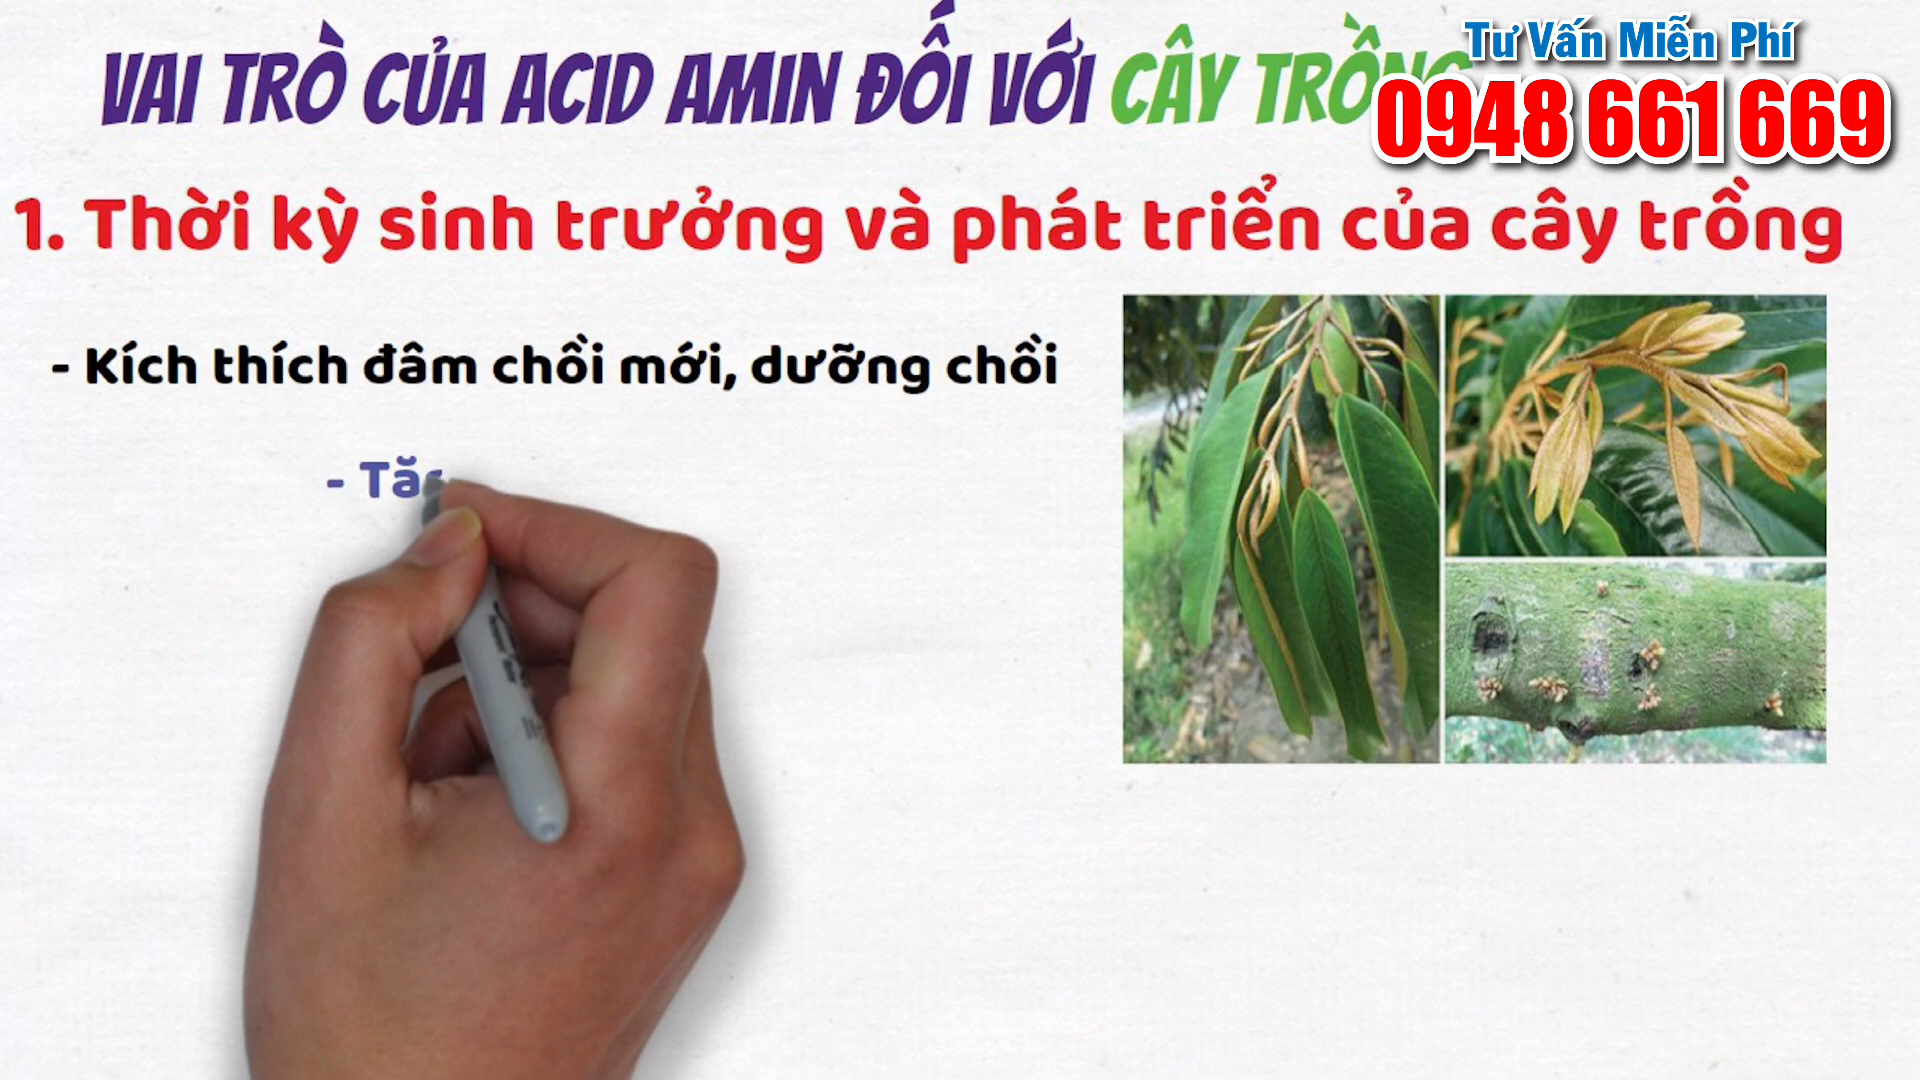 VAI TRÒ CỦA ACID AMIN ĐỐI VỚI CÂY TRỒNG
Tư Vấn Miễn Phí
0948 661 669
1. Thời kỳ sinh trưởng và phát triển của cây trồng
- Kích thích đâm chồi mới, dưỡng chồi
- Tă